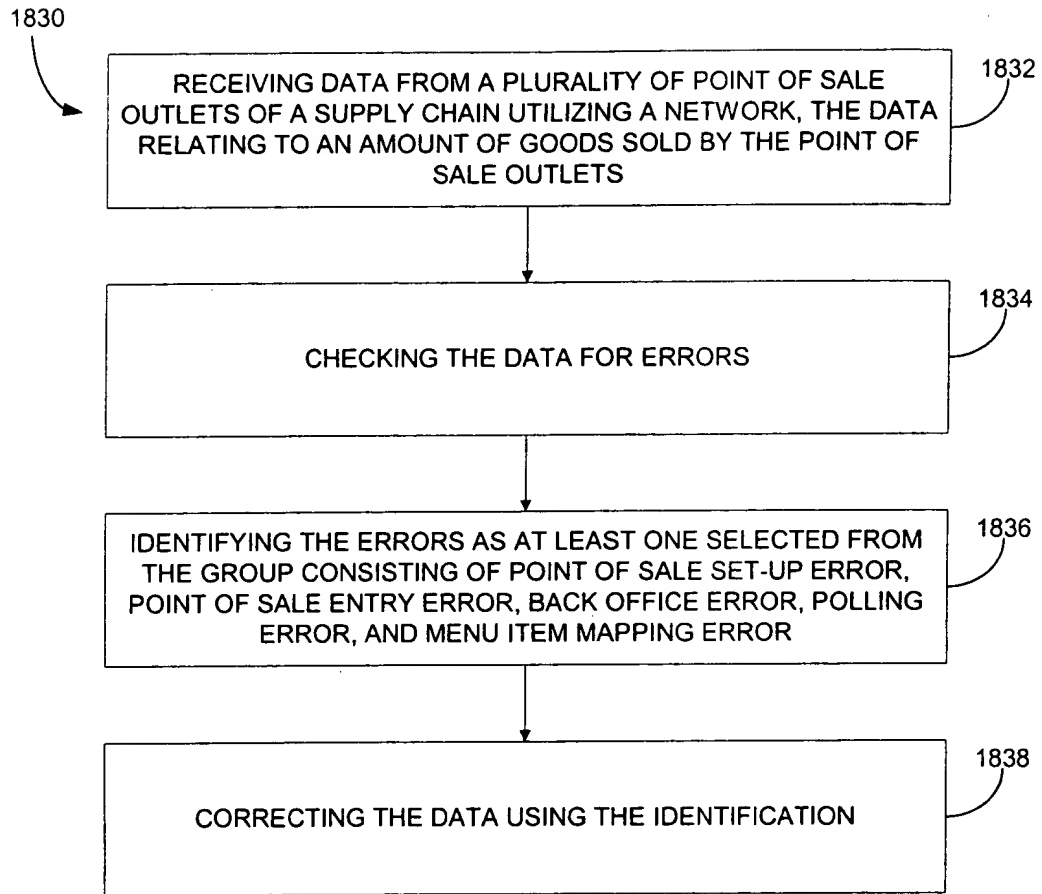 1830
RECEIVING DATA FROM A PLURALITY OF POINT OF SALE
OUTLETS OF A SUPPLY CHAIN UTILIZING A NETWORK, THE DATA
RELATING TO AN AMOUNT OF GOODS SOLD BY THE POINT OF
SALE OUTLETS
1832
CHECKING THE DATA FOR ERRORS
1834
IDENTIFYING THE ERRORS AS AT LEAST ONE SELECTED FROM
THE GROUP CONSISTING OF POINT OF SALE SET-UP ERROR,
POINT OF SALE ENTRY ERROR, BACK OFFICE ERROR, POLLING
ERROR, AND MENU ITEM MAPPING ERROR
1836
CORRECTING THE DATA USING THE IDENTIFICATION
1838